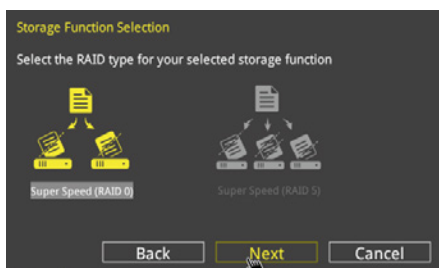 Storage Function Selection
Select the RAID type for your selected storage function
Super Speed (RAID 0)
Super Speed (RAID 5)
Back
Next
Cancel